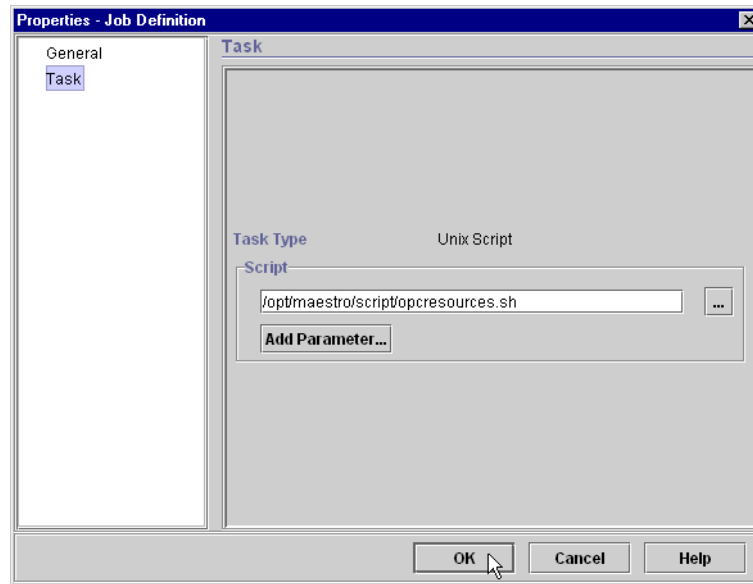 Properties - Job Definition
General
Task
Task
Task Type Unix Script
Script
/opt/maestro/script/opcresources.sh
...
Add Parameter...
OK Cancel Help